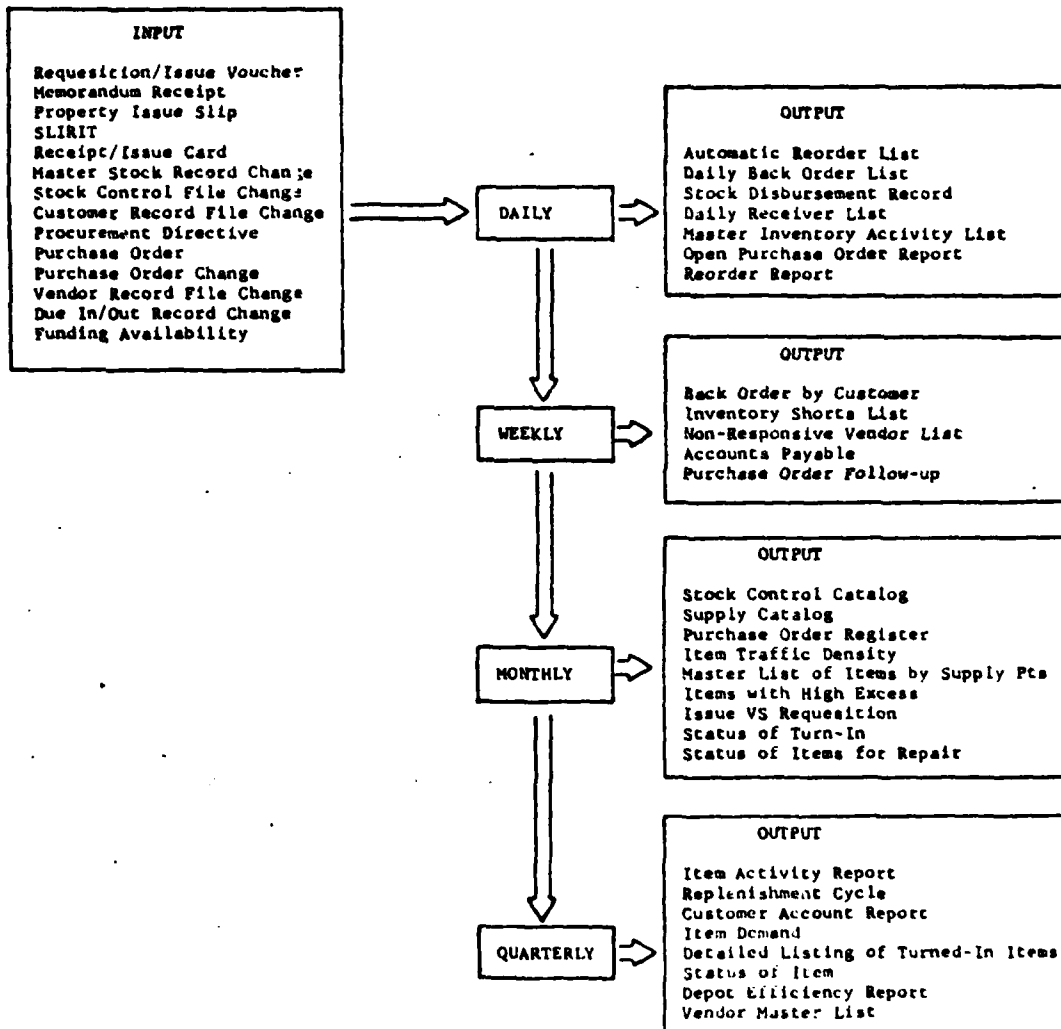 INPUT
Requesition/Issue Voucher
Memorandum Receipt
Property Issue Slip
SLIRIT
Receipt/Issue Card
Master Stock Record Change
Stock Control File Change
Customer Record File Change
Procurement Directive
Purchase Order
Purchase Order Change
Vendor Record File Change
Due In/Out Record Change
Funding Availability
DAILY
OUTPUT
Automatic Reorder List
Daily Back Order List
Stock Disbursement Record
Daily Receiver List
Master Inventory Activity List
Open Purchase Order Report
Reorder Report
WEEKLY
OUTPUT
Back Order by Customer
Inventory Shorts List
Non-Responsive Vendor List
Accounts Payable
Purchase Order Follow-up
MONTHLY
OUTPUT
Stock Control Catalog
Supply Catalog
Purchase Order Register
Item Traffic Density
Master List of Items by Supply Pts
Items with High Excess
Issue VS Requesition
Status of Turn-In
Status of Items for Repair
QUARTERLY
OUTPUT
Item Activity Report
Replenishment Cycle
Customer Account Report
Item Demand
Detailed Listing of Turned-In Items
Status of Item
Depot Efficiency Report
Vendor Master List